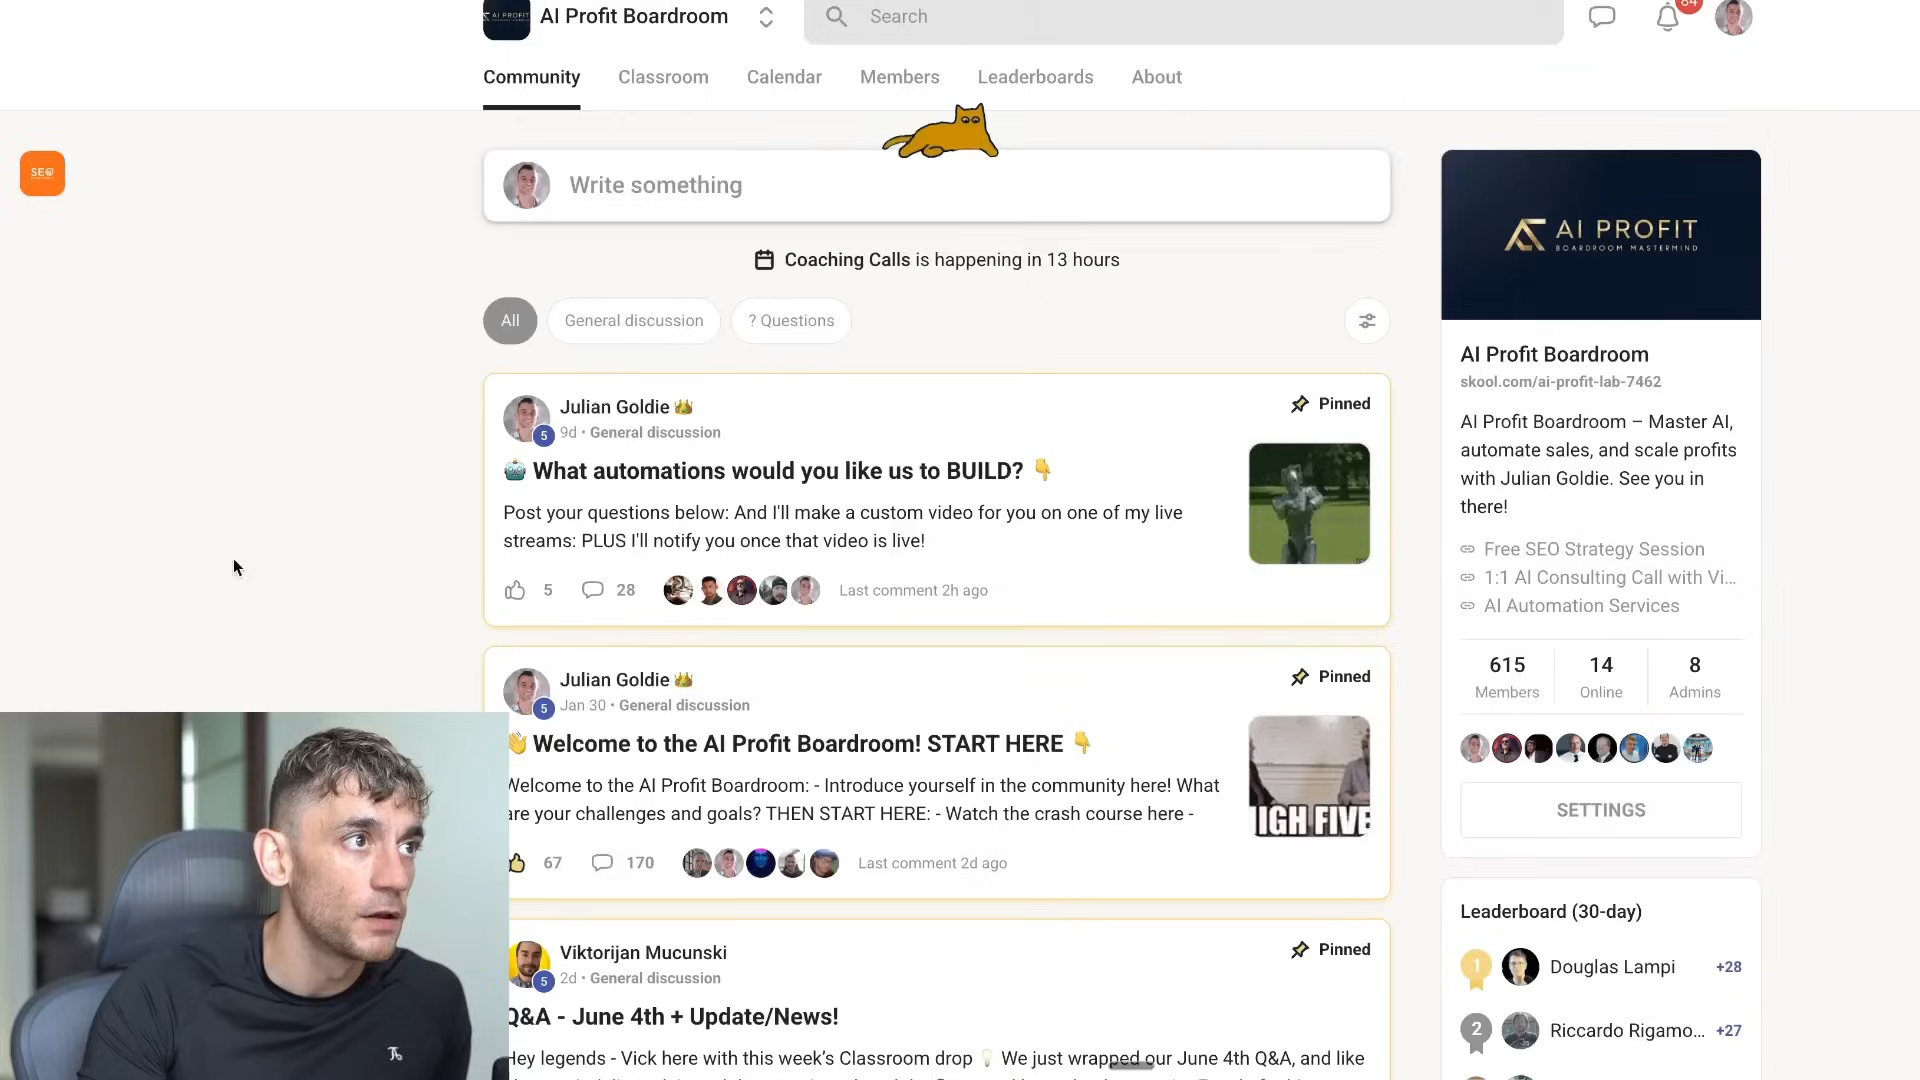 AI Profit Boardroom
Search
84
Community
Classroom
Calendar
Members
Leaderboards
About
SEO
Write something
Coaching Calls is happening in 13 hours
All
General discussion
? Questions
Julian Goldie 👑
5
9d • General discussion
Pinned
🤖 What automations would you like us to BUILD? 👇
Post your questions below: And I'll make a custom video for you on one of my live
streams: PLUS I'll notify you once that video is live!
5
28
Last comment 2h ago
Julian Goldie 👑
5
Jan 30 • General discussion
Pinned
👋 Welcome to the AI Profit Boardroom! START HERE 👇
Welcome to the AI Profit Boardroom: - Introduce yourself in the community here! What
are your challenges and goals? THEN START HERE: - Watch the crash course here -
HIGH FIVE
67
170
Last comment 2d ago
Viktorijan Mucunski
5
2d • General discussion
Pinned
Q&A - June 4th + Update/News!
Hey legends - Vick here with this week's Classroom drop 💡 We just wrapped our June 4th Q&A, and like
AI PROFIT
BOARDROOM MASTERMIND
AI Profit Boardroom
skool.com/ai-profit-lab-7462
AI Profit Boardroom – Master AI,
automate sales, and scale profits
with Julian Goldie. See you in
there!
Free SEO Strategy Session
1:1 AI Consulting Call with Vi...
AI Automation Services
615
Members
14
Online
8
Admins
SETTINGS
Leaderboard (30-day)
1
Douglas Lampi
+28
2
Riccardo Rigamo...
+27